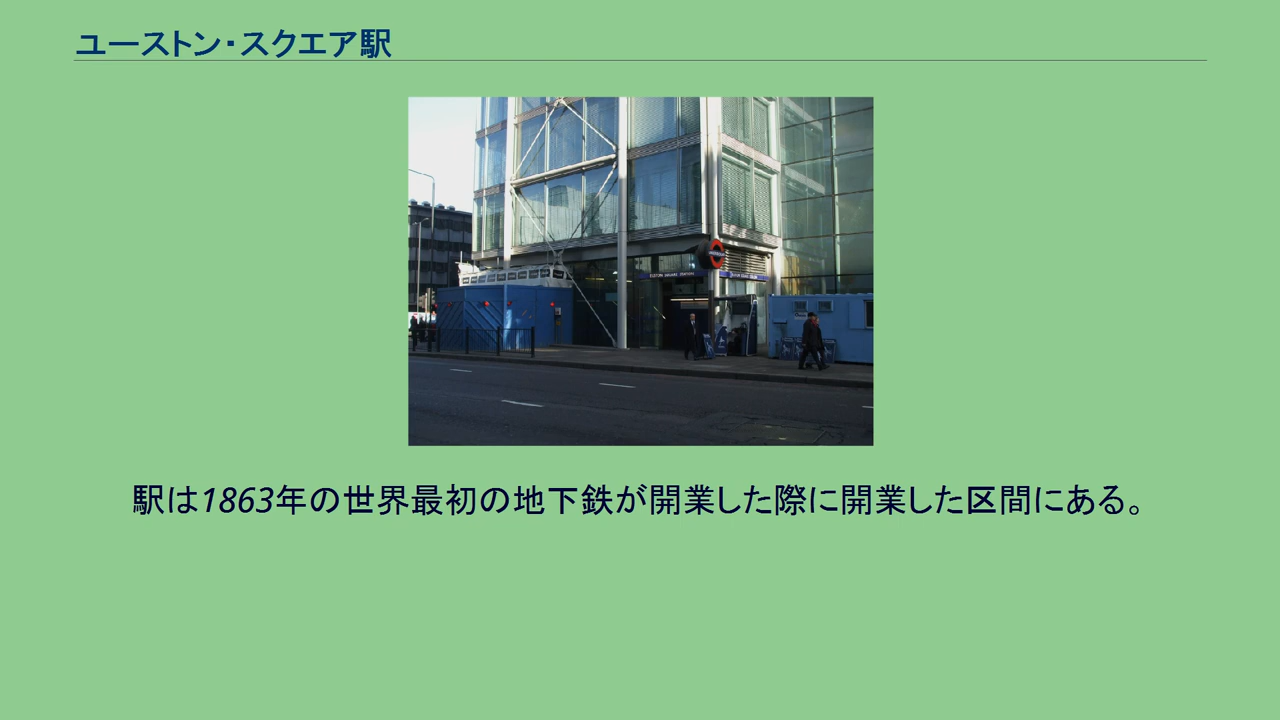 ユーストン・スクエア駅
駅は1863年の世界最初の地下鉄が開業した際に開業した区間にある。